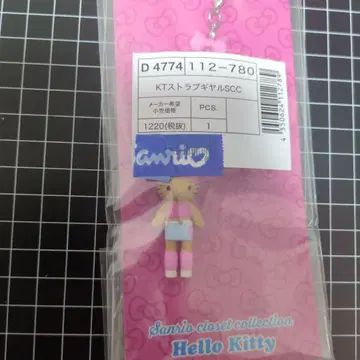 D 4774 112-780
KTストラップギャルSCC
メーカー希望
小売価格
PCS.
1220(税抜)
1
Sanrio
Sanrio closet collection
Hello Kitty